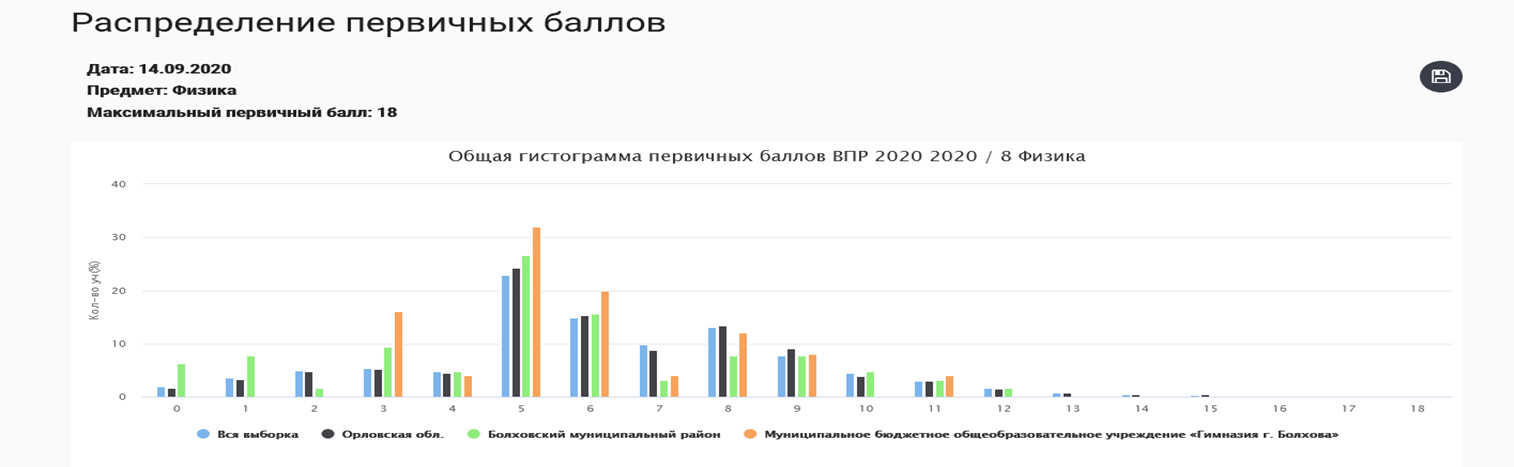 Распределение первичных баллов
Дата: 14.09.2020
Предмет: Физика
Максимальный первичный балл: 18
Общая гистограмма первичных баллов ВПР 2020 2020 / 8 Физика
40
30
20
10
0
Кол-во уч(%)
0 1 2 3 4 5 6 7 8 9 10 11 12 13 14 15 16 17 18
Вся выборка Орловская обл. Болховский муниципальный район Муниципальное бюджетное общеобразовательное учреждение «Гимназия г. Болхова»